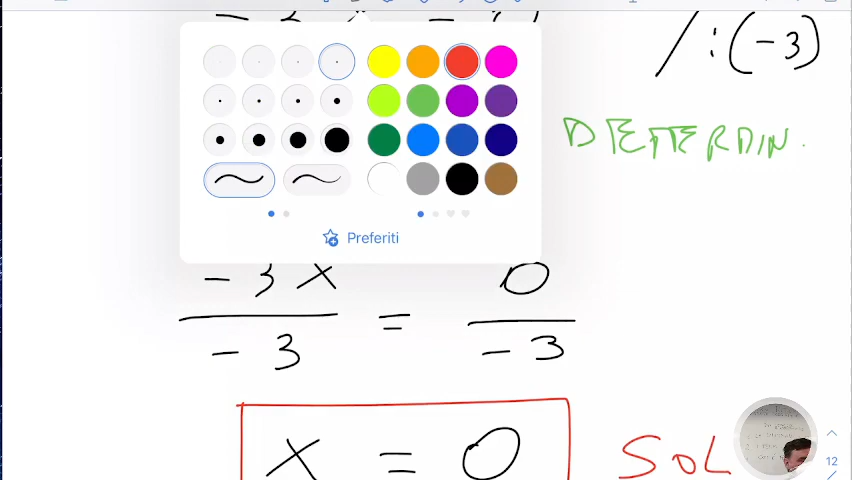 / : (-3)
DETERMIN.
Preferiti
-3x / -3 = 0 / -3
x = 0 SOL
12